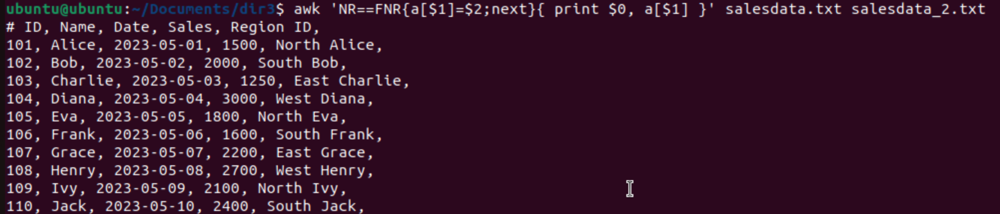 ubuntu@ubuntu:~/Documents/dir3$ awk 'NR==FNR{a[$1]=$2;next}{ print $0, a[$1] }' salesdata.txt salesdata_2.txt
# ID, Name, Date, Sales, Region ID,
101, Alice, 2023-05-01, 1500, North Alice,
102, Bob, 2023-05-02, 2000, South Bob,
103, Charlie, 2023-05-03, 1250, East Charlie,
104, Diana, 2023-05-04, 3000, West Diana,
105, Eva, 2023-05-05, 1800, North Eva,
106, Frank, 2023-05-06, 1600, South Frank,
107, Grace, 2023-05-07, 2200, East Grace,
108, Henry, 2023-05-08, 2700, West Henry,
109, Ivy, 2023-05-09, 2100, North Ivy,
110, Jack, 2023-05-10, 2400, South Jack,